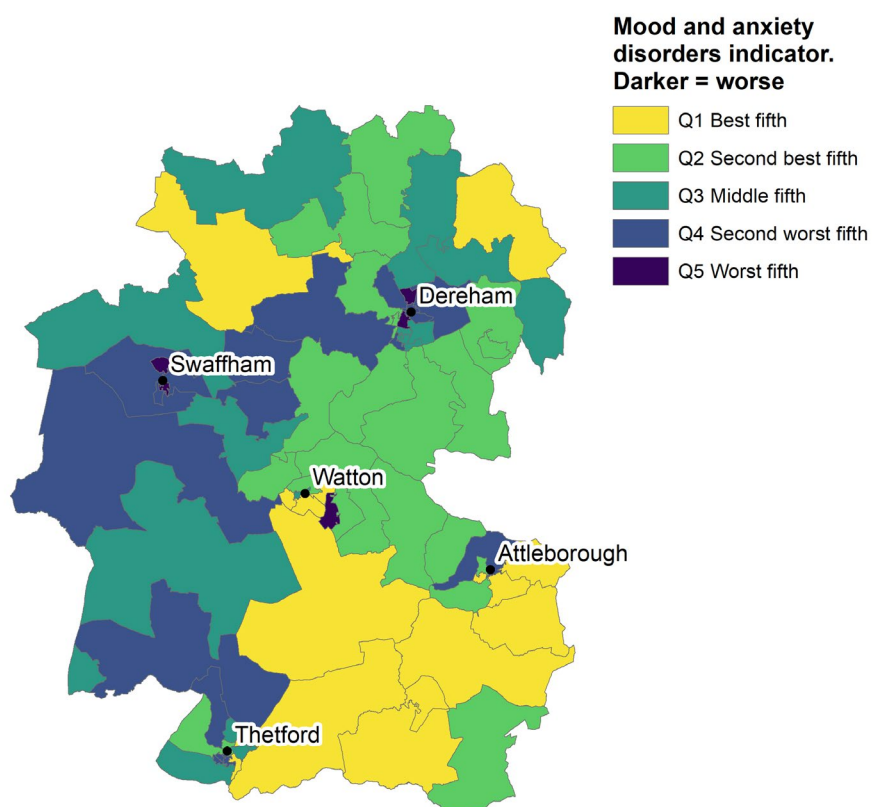 Mood and anxiety
disorders indicator.
Darker = worse
Q1 Best fifth
Q2 Second best fifth
Q3 Middle fifth
Q4 Second worst fifth
Q5 Worst fifth
Dereham
Swaffham
Watton
Attleborough
Thetford